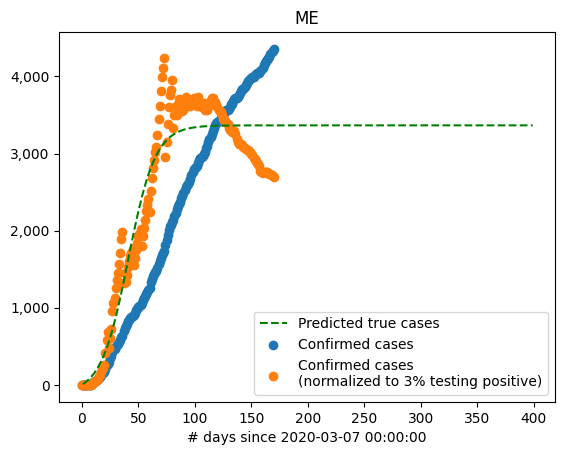 ME
4,000
3,000
2,000
1,000
0
Predicted true cases
Confirmed cases
Confirmed cases
(normalized to 3% testing positive)
0 50 100 150 200 250 300 350 400
# days since 2020-03-07 00:00:00